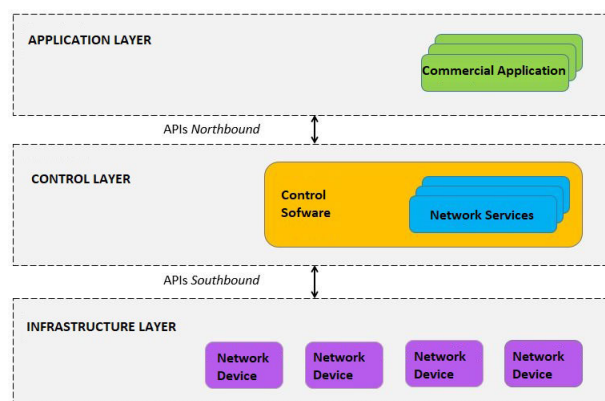 APPLICATION LAYER
Commercial Application
APIs Northbound
CONTROL LAYER
Control
Sofware
Network Services
APIs Southbound
INFRASTRUCTURE LAYER
Network
Device
Network
Device
Network
Device
Network
Device